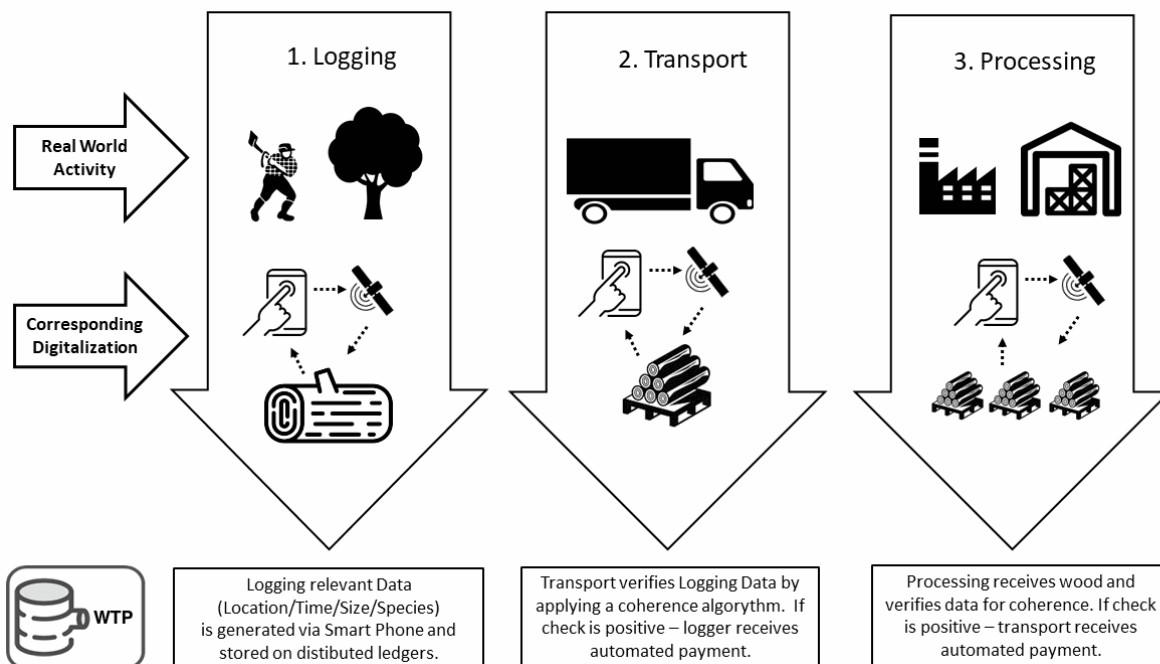 1. Logging
2. Transport
3. Processing
Real World
Activity
Corresponding
Digitalization
WTP
Logging relevant Data
(Location/Time/Size/Species)
is generated via Smart Phone and
stored on distibuted ledgers.
Transport verifies Logging Data by
applying a coherence algorythm.  If
check is positive – logger receives
automated payment.
Processing receives wood and
verifies data for coherence. If check
is positive – transport receives
automated payment.